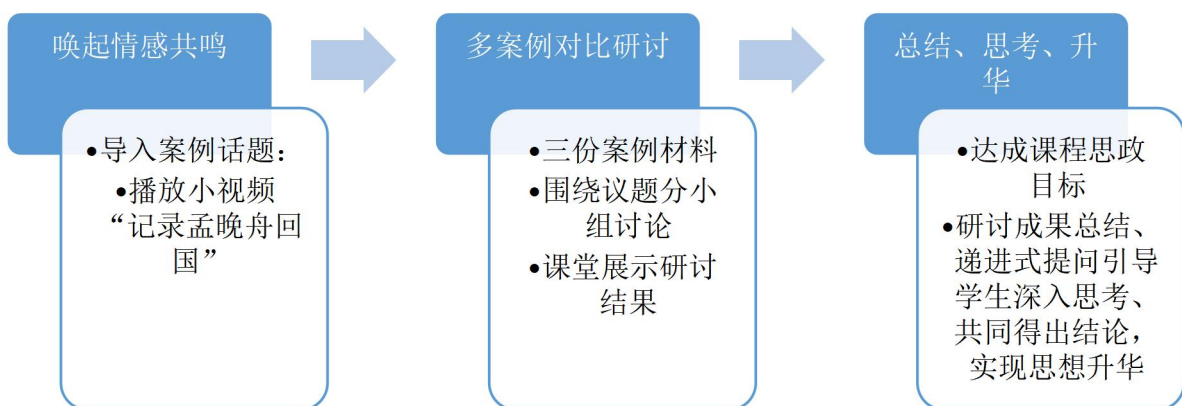 唤起情感共鸣
•导入案例话题：
•播放小视频
“记录孟晚舟回
国”
多案例对比研讨
•三份案例材料
•围绕议题分小
组讨论
•课堂展示研讨
结果
总结、思考、升
华
•达成课程思政
目标
•研讨成果总结、
递进式提问引导
学生深入思考、
共同得出结论，
实现思想升华